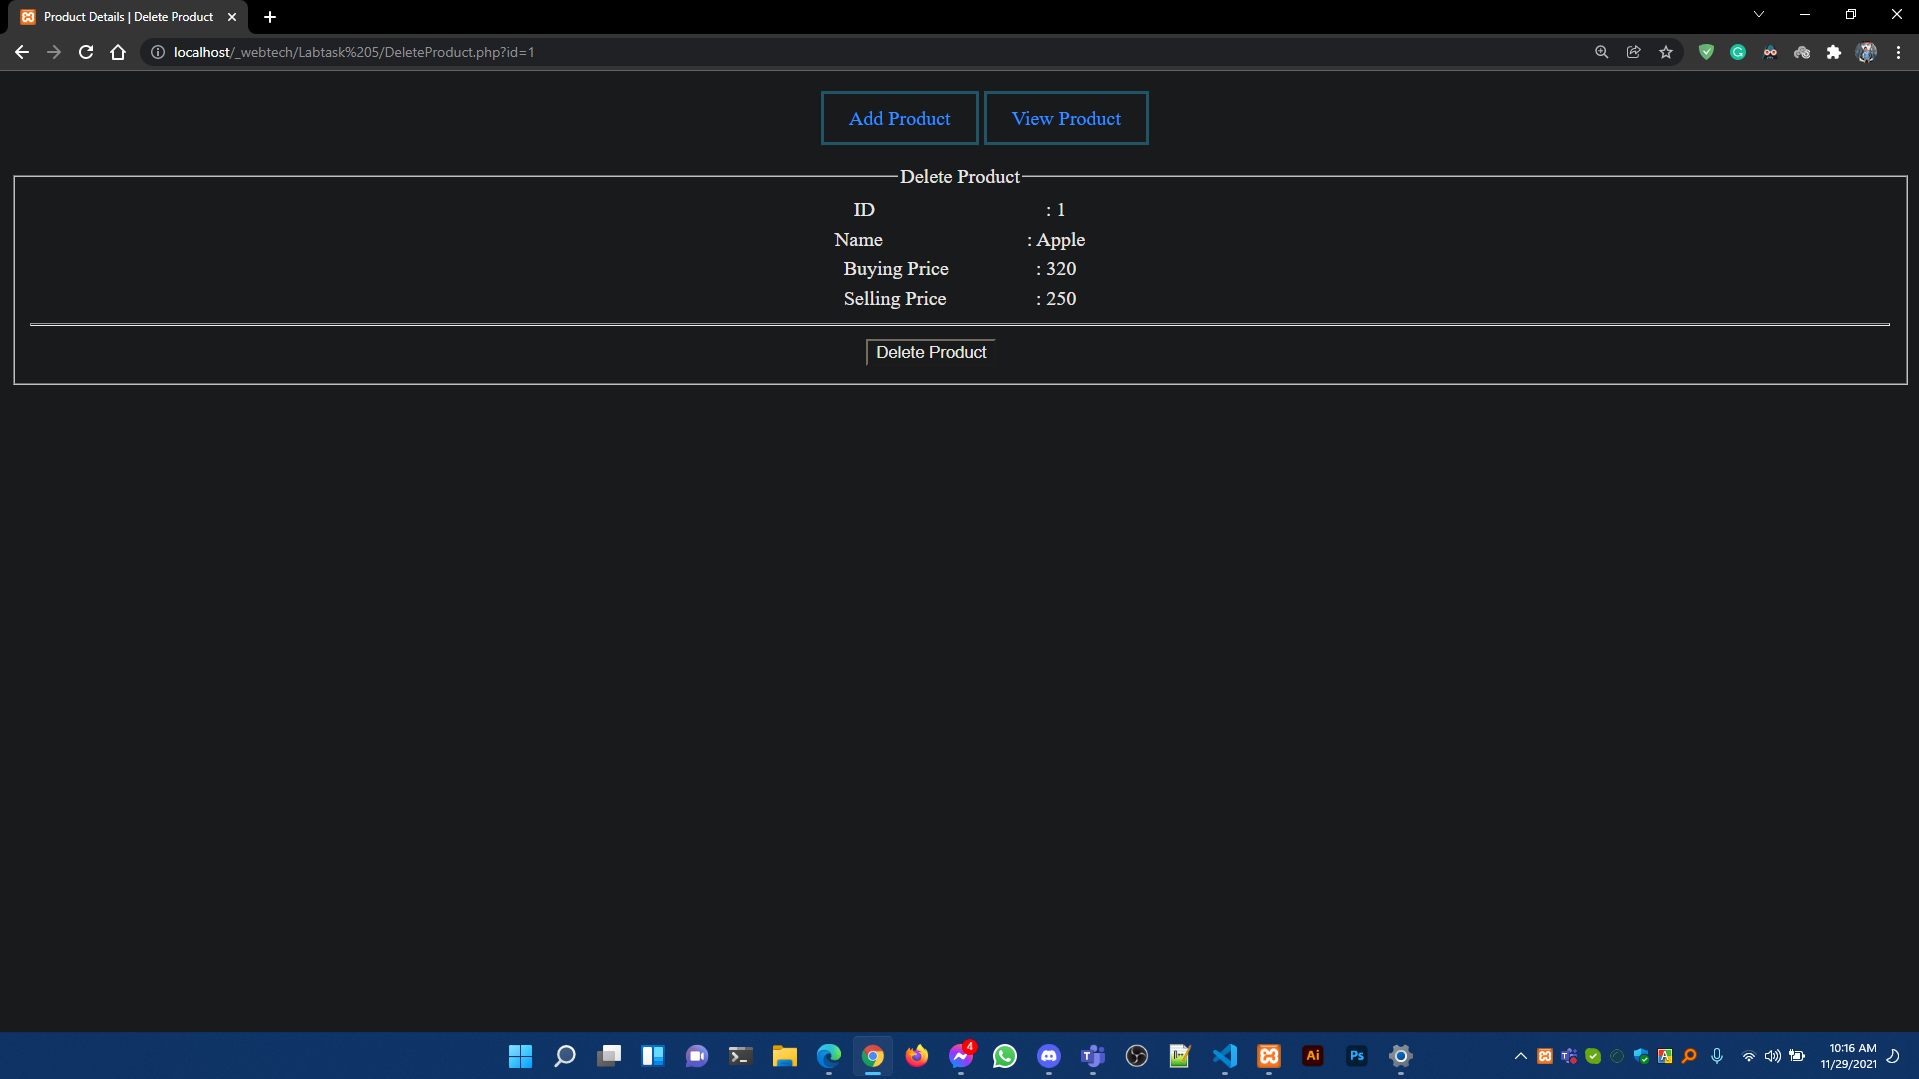 Product Details | Delete Product
localhost/_webtech/Labtask%205/DeleteProduct.php?id=1
Add Product View Product
Delete Product
ID : 1
Name : Apple
Buying Price : 320
Selling Price : 250
Delete Product
4
Ai Ps
10:16 AM
11/29/2021